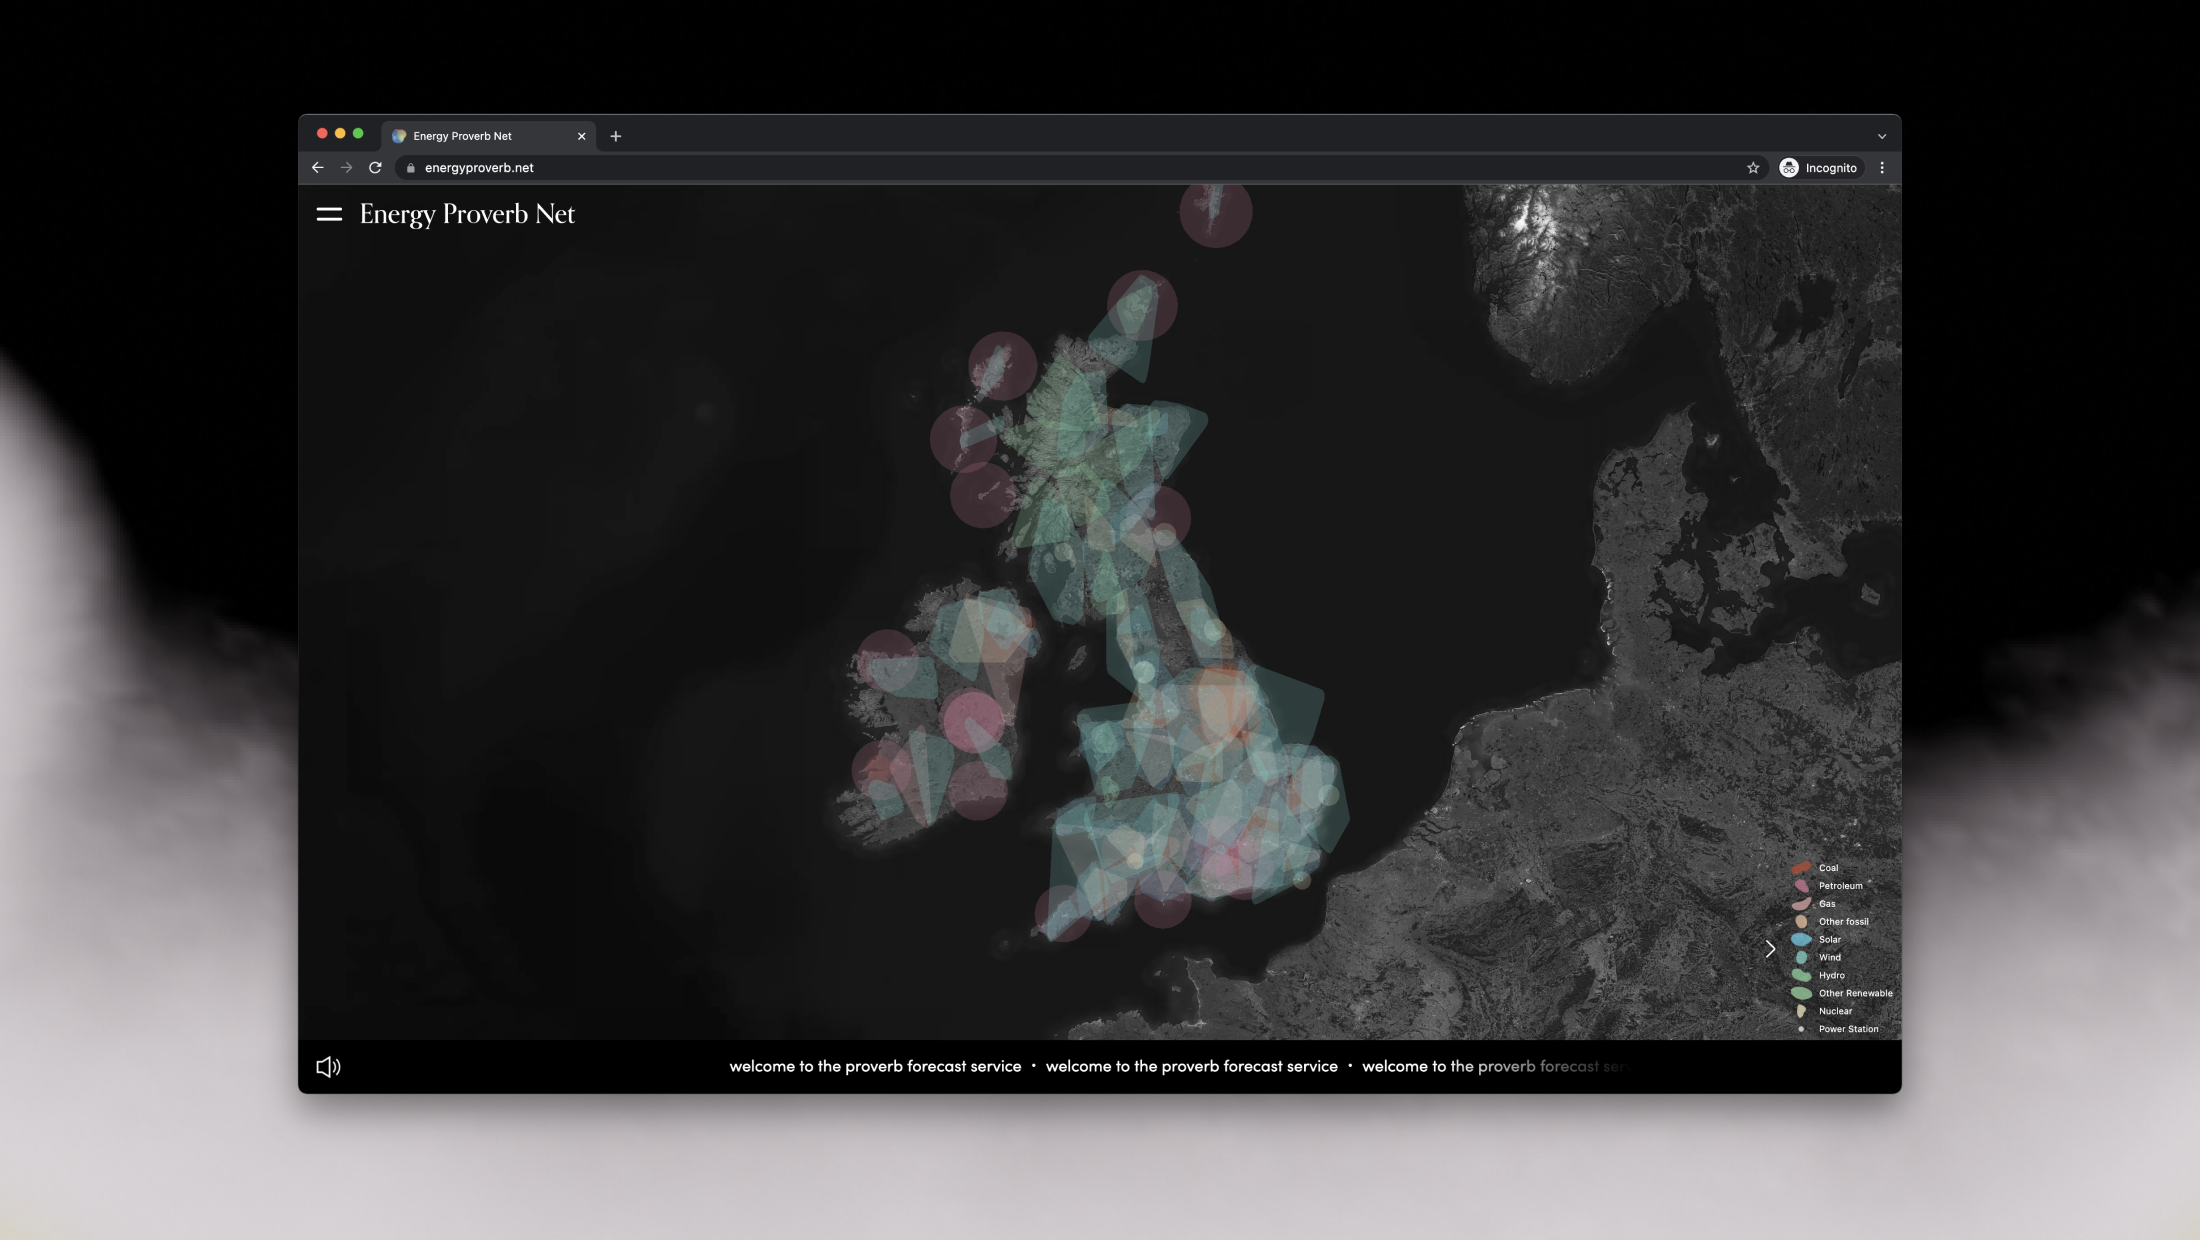 Energy Proverb Net
energyproverb.net
Incognito
Energy Proverb Net
Coal
Petroleum
Gas
Other fossil
Solar
Wind
Hydro
Other Renewable
Nuclear
Power Station
welcome to the proverb forecast service • welcome to the proverb forecast service • welcome to the proverb forecast ser